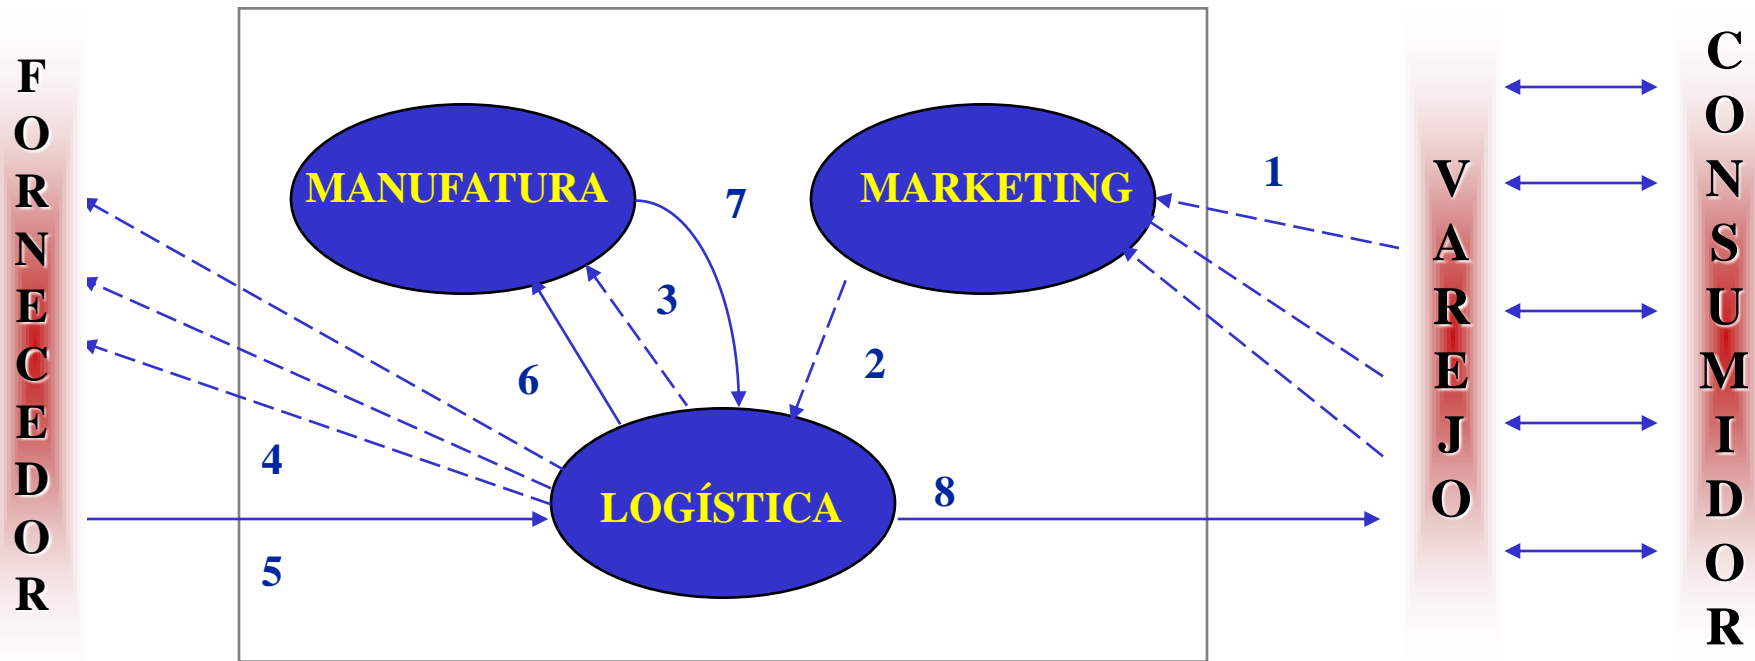 FORNECEDOR
MANUFATURA
MARKETING
LOGÍSTICA
1
2
3
4
5
6
7
8
VAREJO
CONSUMIDOR